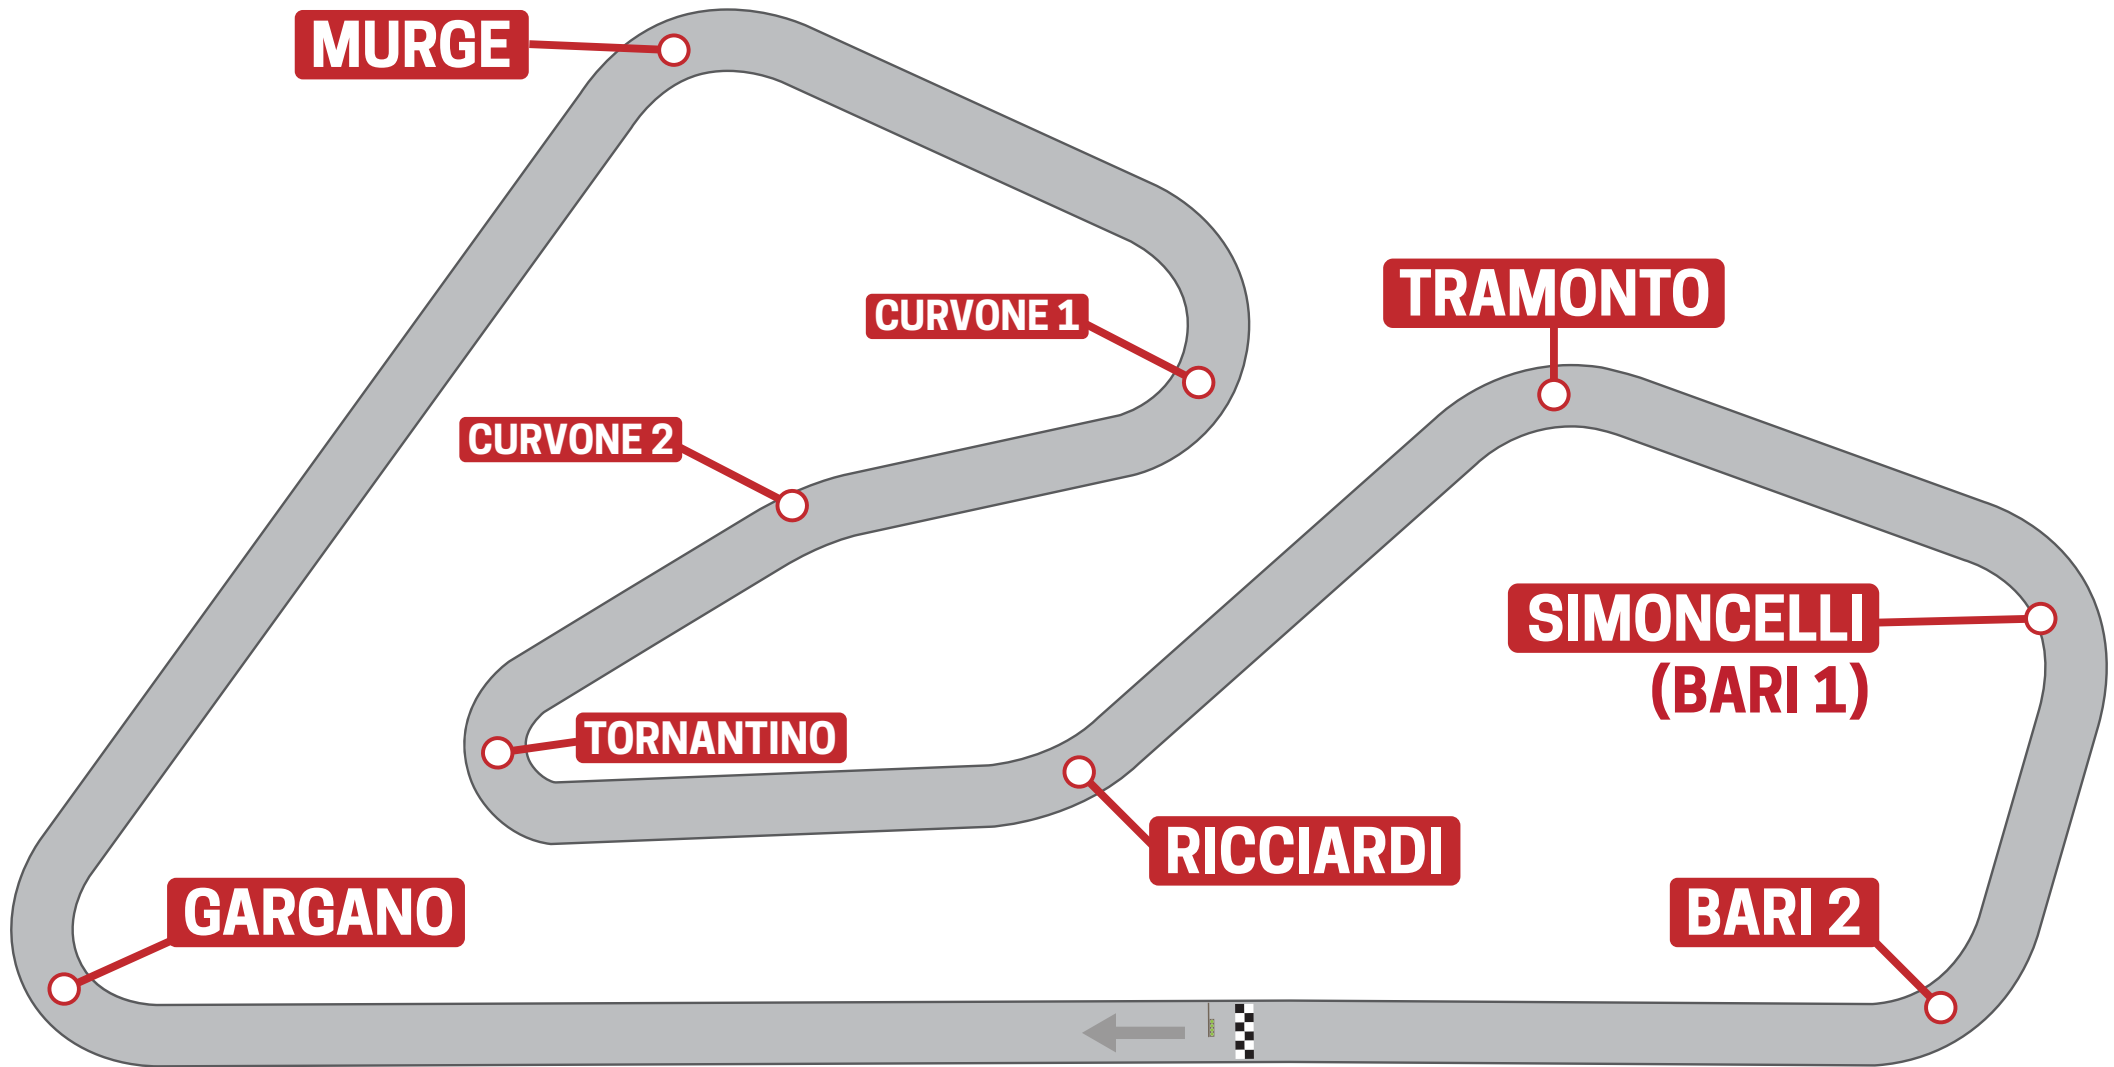 MURGE
TRAMONTO
CURVONE 1
CURVONE 2
SIMONCELLI
(BARI 1)
TORNANTINO
RICCIARDI
GARGANO
BARI 2